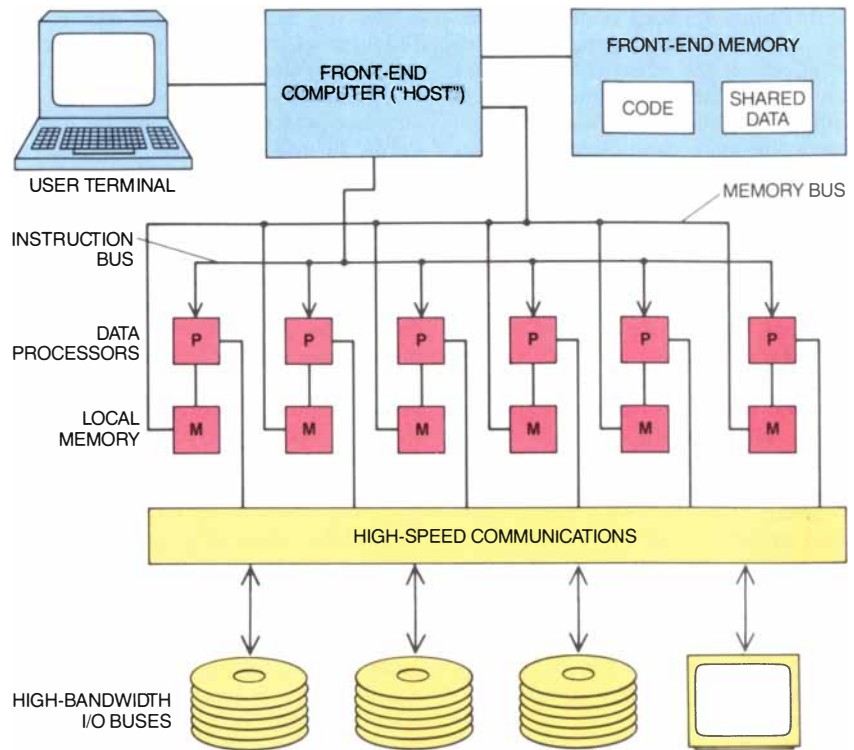 FRONT-END
COMPUTER ("HOST")
FRONT-END MEMORY
CODE
SHARED
DATA
USER TERMINAL
MEMORY BUS
INSTRUCTION
BUS
DATA
PROCESSORS
P
P
P
P
P
P
LOCAL
MEMORY
M
M
M
M
M
M
HIGH-SPEED COMMUNICATIONS
HIGH-BANDWIDTH
I/O BUSES